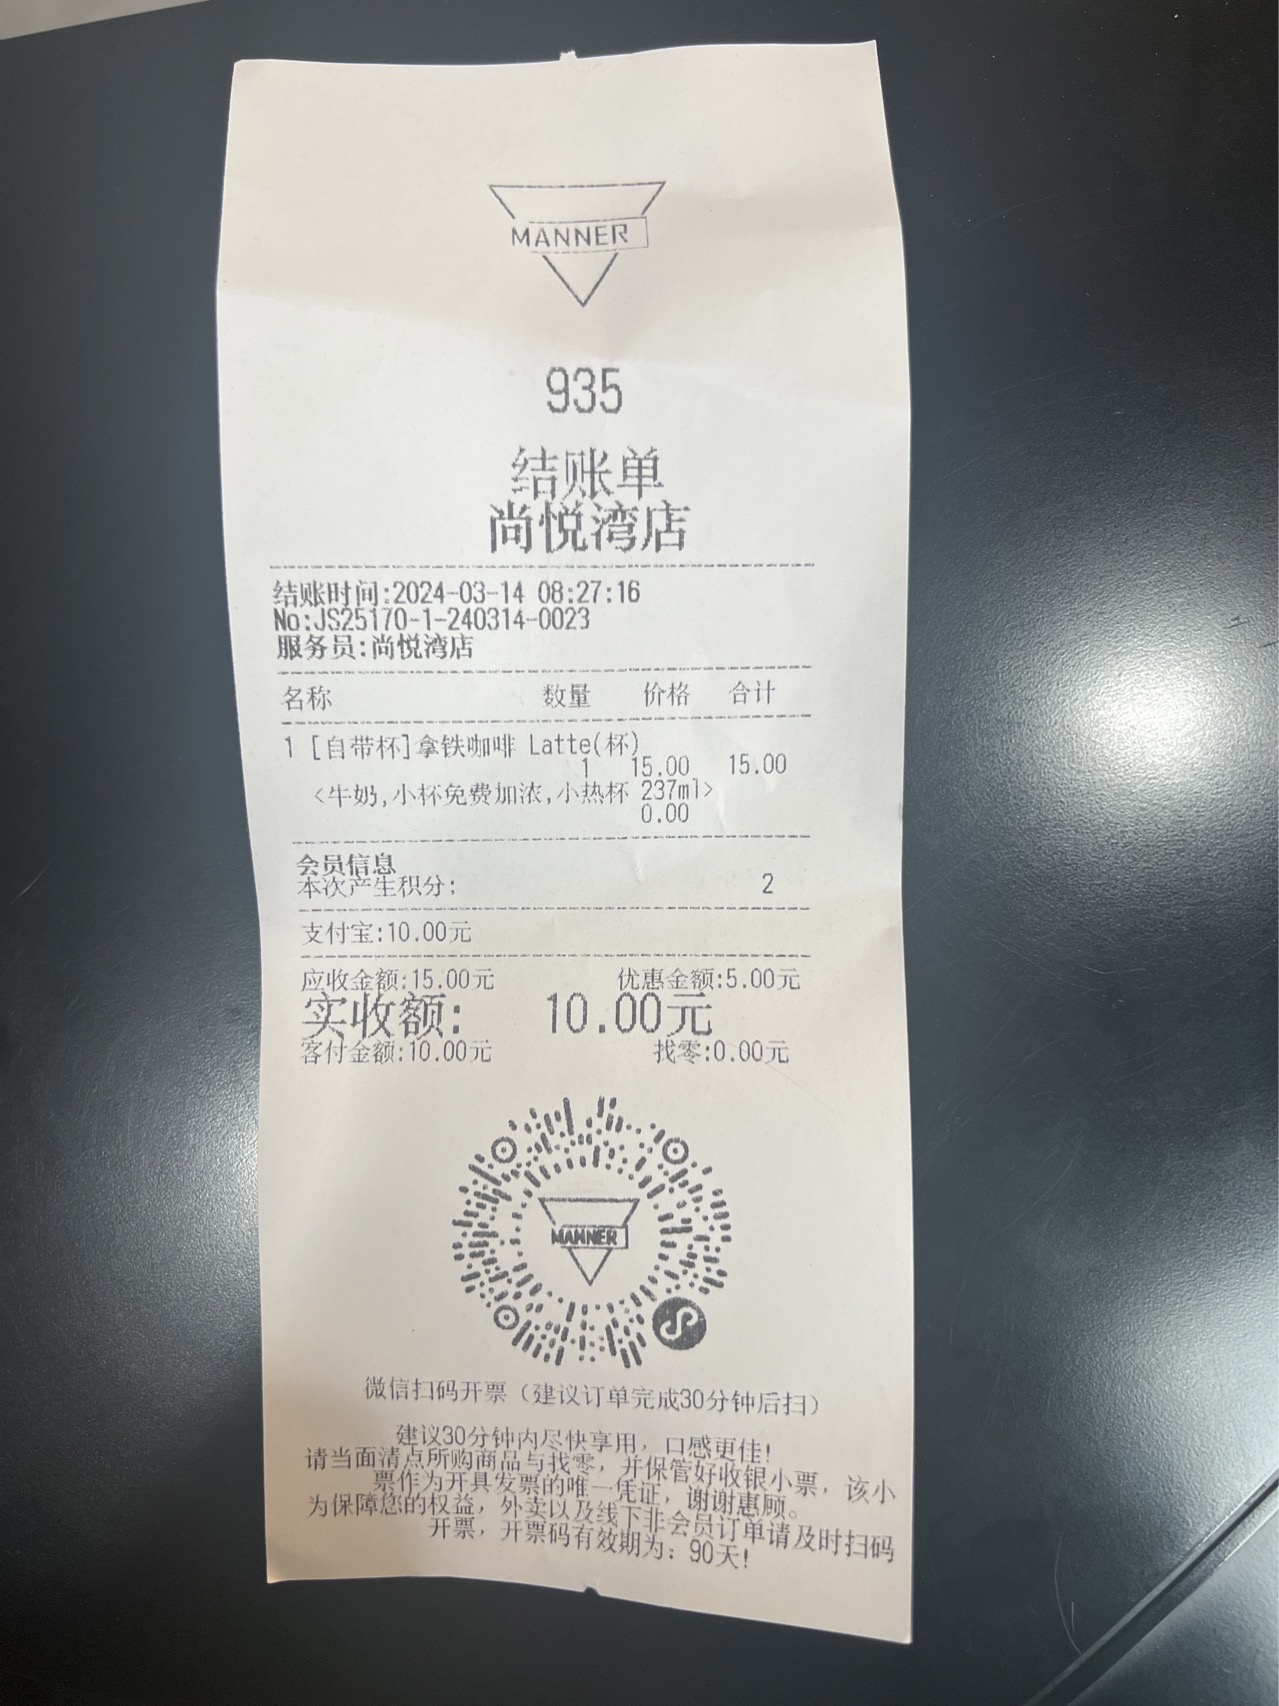 MANNER
935
结账单
尚悦湾店
结账时间:2024-03-14 08:27:16
No:JS25170-1-240314-0023
服务员:尚悦湾店
名称 数量 价格 合计
1 [自带杯]拿铁咖啡 Latte(杯)
1 15.00 15.00
<牛奶,小杯免费加浓,小热杯 237ml>
0.00
会员信息
本次产生积分: 2
支付宝:10.00元
应收金额:15.00元 优惠金额:5.00元
实收额: 10.00元
客付金额:10.00元 找零:0.00元
MANNER
微信扫码开票（建议订单完成30分钟后扫）
建议30分钟内尽快享用，口感更佳!
请当面清点所购商品与找零，并保管好收银小票，该小
票作为开具发票的唯一凭证，谢谢惠顾。
为保障您的权益，外卖以及线下非会员订单请及时扫码
开票，开票码有效期为：90天!